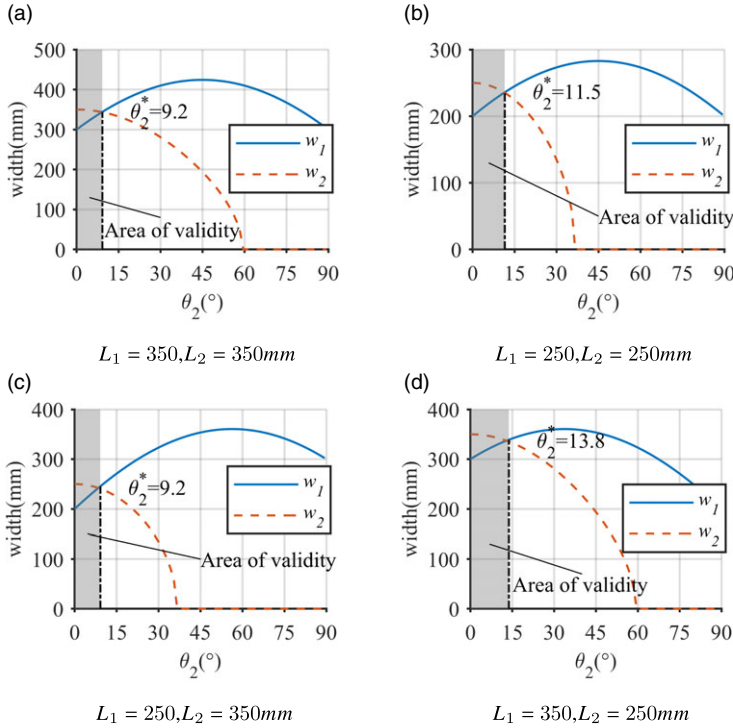 (a)
500
400
300
200
100
0
width(mm)
θ₂*=9.2
w₁
w₂
Area of validity
0 15 30 45 60 75 90
θ₂(°)
L₁ = 350,L₂ = 350mm
(b)
300
200
100
0
width(mm)
θ₂*=11.5
w₁
w₂
Area of validity
0 15 30 45 60 75 90
θ₂(°)
L₁ = 250,L₂ = 250mm
(c)
400
300
200
100
0
width(mm)
θ₂*=9.2
w₁
w₂
Area of validity
0 15 30 45 60 75 90
θ₂(°)
L₁ = 250,L₂ = 350mm
(d)
400
300
200
100
0
width(mm)
θ₂*=13.8
w₁
w₂
Area of validity
0 15 30 45 60 75 90
θ₂(°)
L₁ = 350,L₂ = 250mm